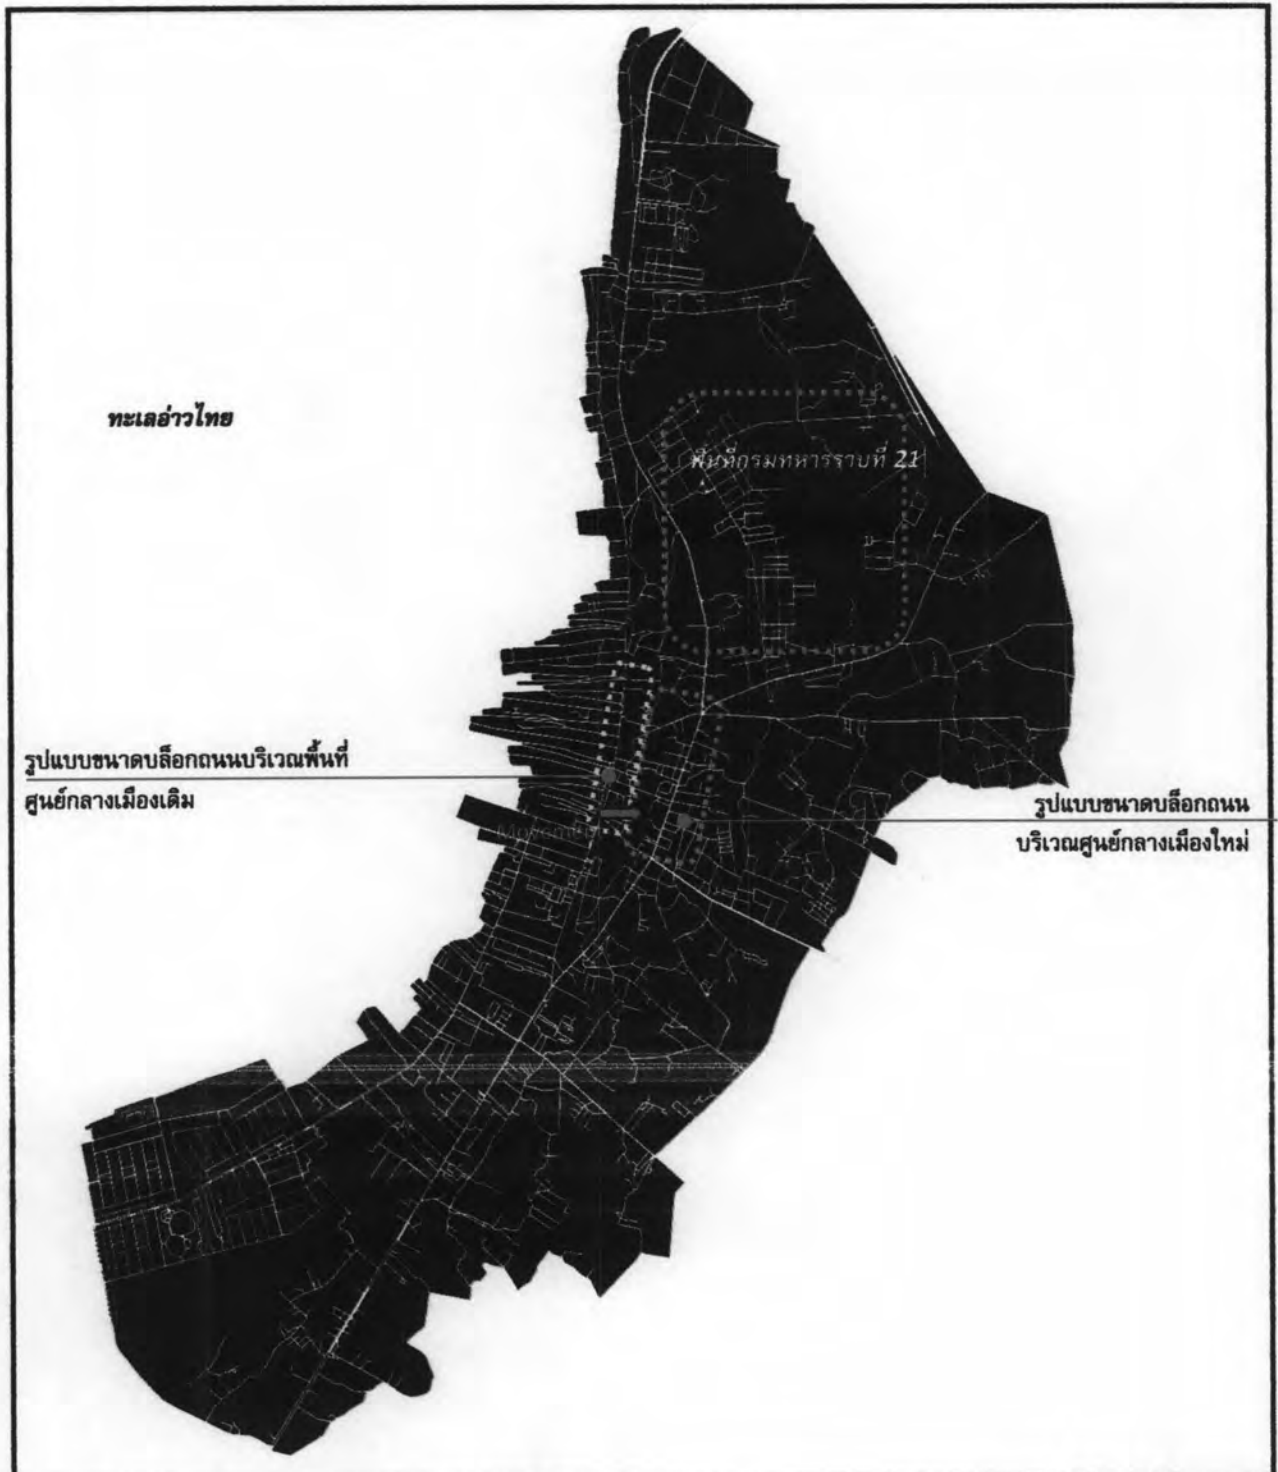 ทะเลอ่าวไทย
พื้นที่กรมทหารราบที่ 21
รูปแบบขนาดบล็อกถนนบริเวณพื้นที่
ศูนย์กลางเมืองเดิม
Movement
รูปแบบขนาดบล็อกถนน
บริเวณศูนย์กลางเมืองใหม่